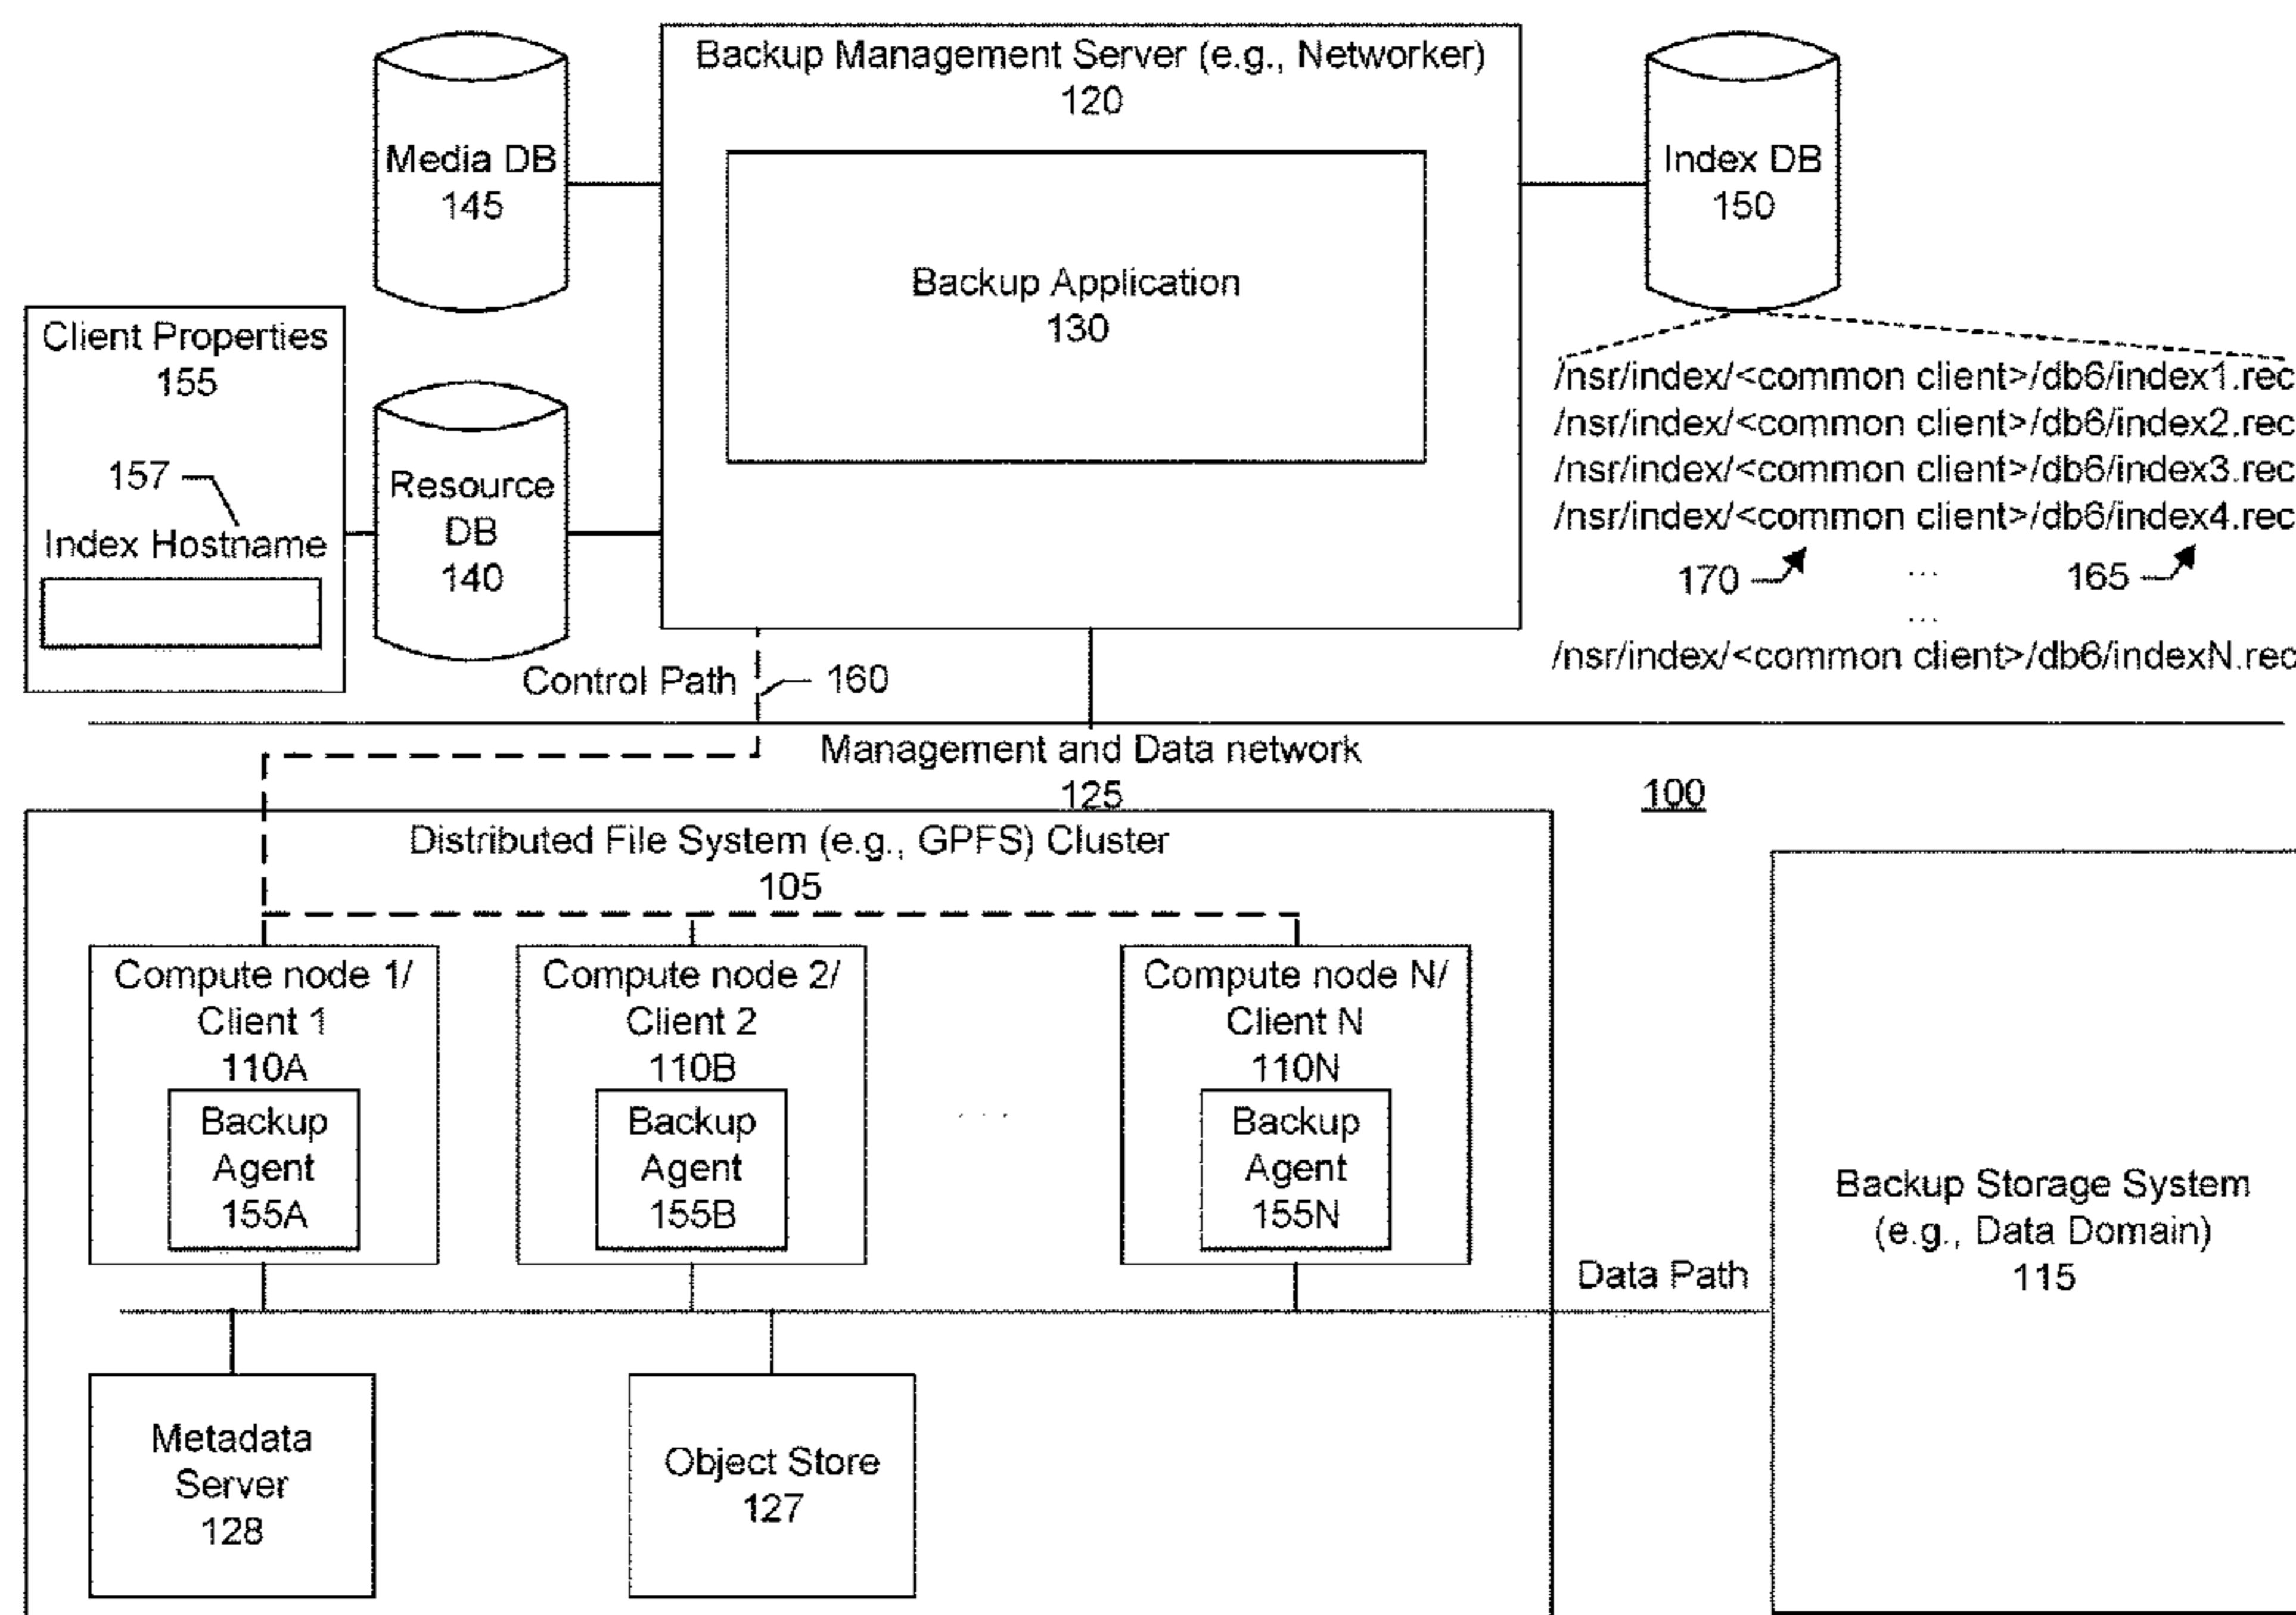 Backup Management Server (e.g., Networker)
120
Media DB
145
Backup Application
130
Index DB
150
Client Properties
155
157
Index Hostname
Resource
DB
140
/nsr/index/<common client>/db6/index1.rec
/nsr/index/<common client>/db6/index2.rec
/nsr/index/<common client>/db6/index3.rec
/nsr/index/<common client>/db6/index4.rec
170 ... 165
...
/nsr/index/<common client>/db6/indexN.rec
Control Path 160
Management and Data network
125
100
Distributed File System (e.g., GPFS) Cluster
105
Compute node 1/
Client 1
110A
Backup
Agent
155A
Compute node 2/
Client 2
110B
Backup
Agent
155B
. . .
Compute node N/
Client N
110N
Backup
Agent
155N
Data Path
Backup Storage System
(e.g., Data Domain)
115
Metadata
Server
128
Object Store
127